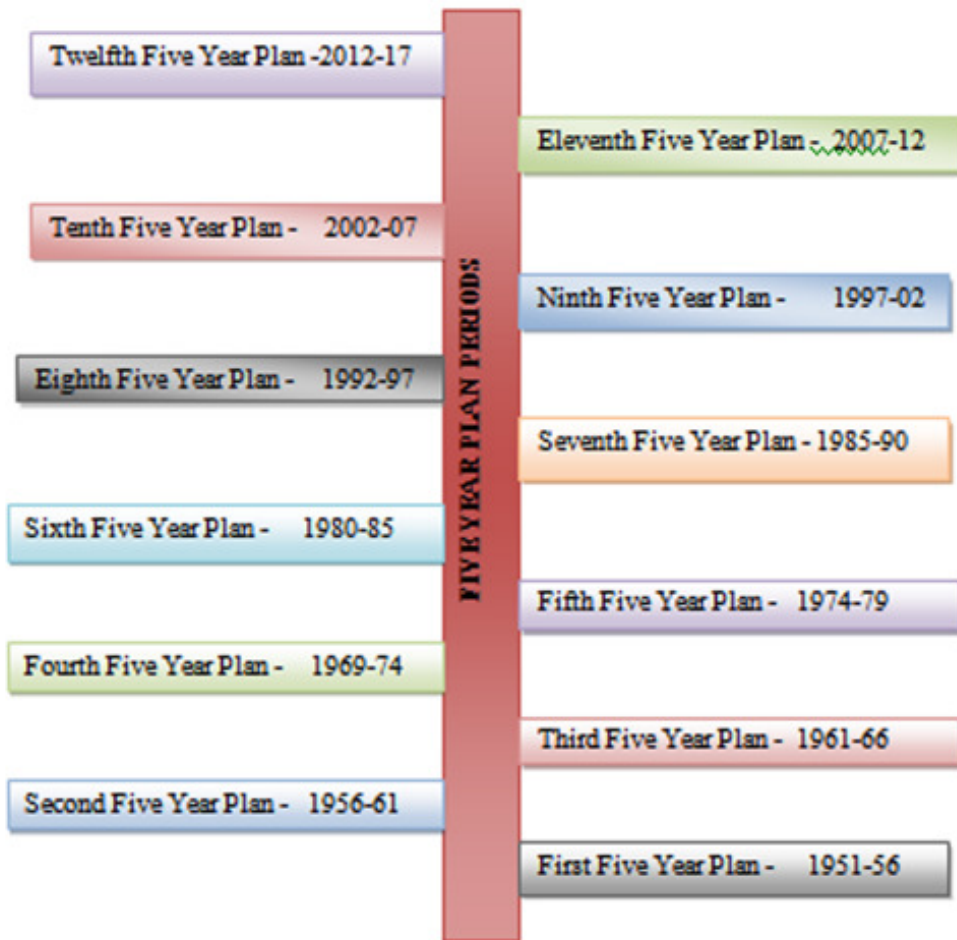 Twelfth Five Year Plan -2012-17
Eleventh Five Year Plan - 2007-12
Tenth Five Year Plan - 2002-07
Ninth Five Year Plan - 1997-02
Eighth Five Year Plan - 1992-97
Seventh Five Year Plan - 1985-90
Sixth Five Year Plan - 1980-85
Fifth Five Year Plan - 1974-79
Fourth Five Year Plan - 1969-74
Third Five Year Plan - 1961-66
Second Five Year Plan - 1956-61
First Five Year Plan - 1951-56
FIVE YEAR PLAN PERIODS